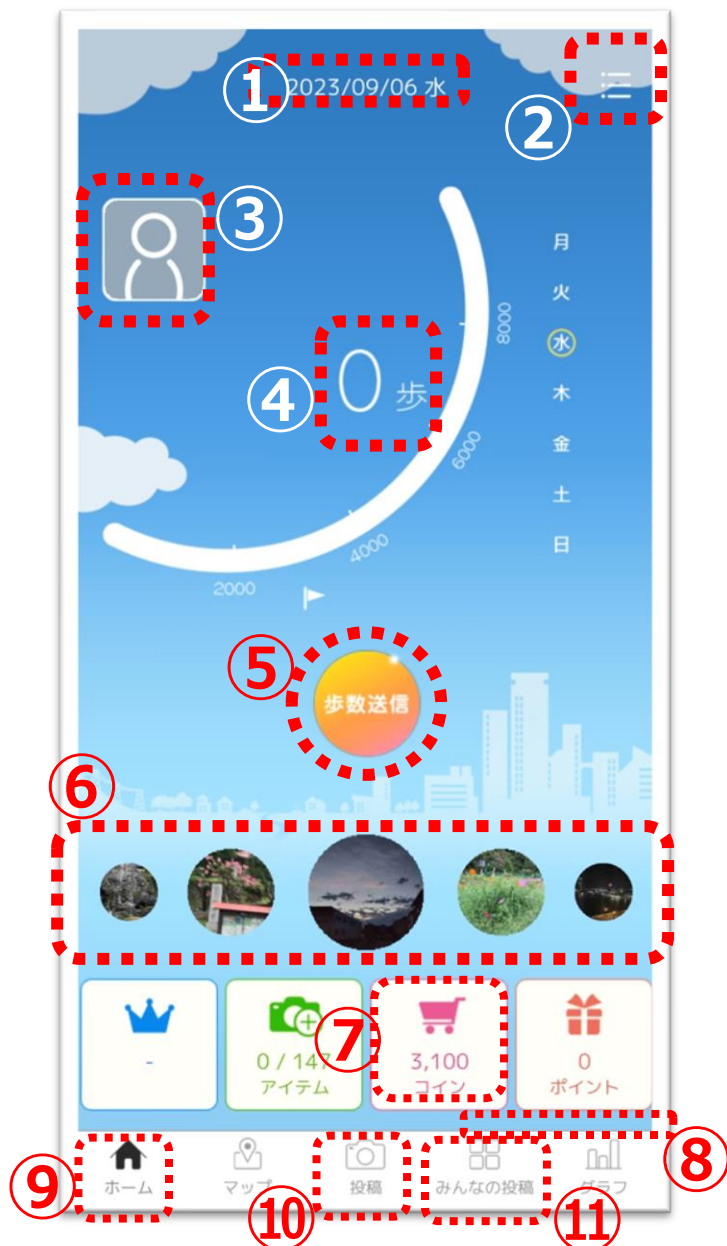 ① 2023/09/06 水
②
③
月
火
水
木
金
土
日
④ 0 歩
8000
6000
4000
2000
⑤ 歩数送信
⑥
-
0 / 147
アイテム
⑦ 3,100
コイン
0
ポイント
⑧
⑨ ホーム
マップ
⑩ 投稿
みんなの投稿
⑪ グラフ